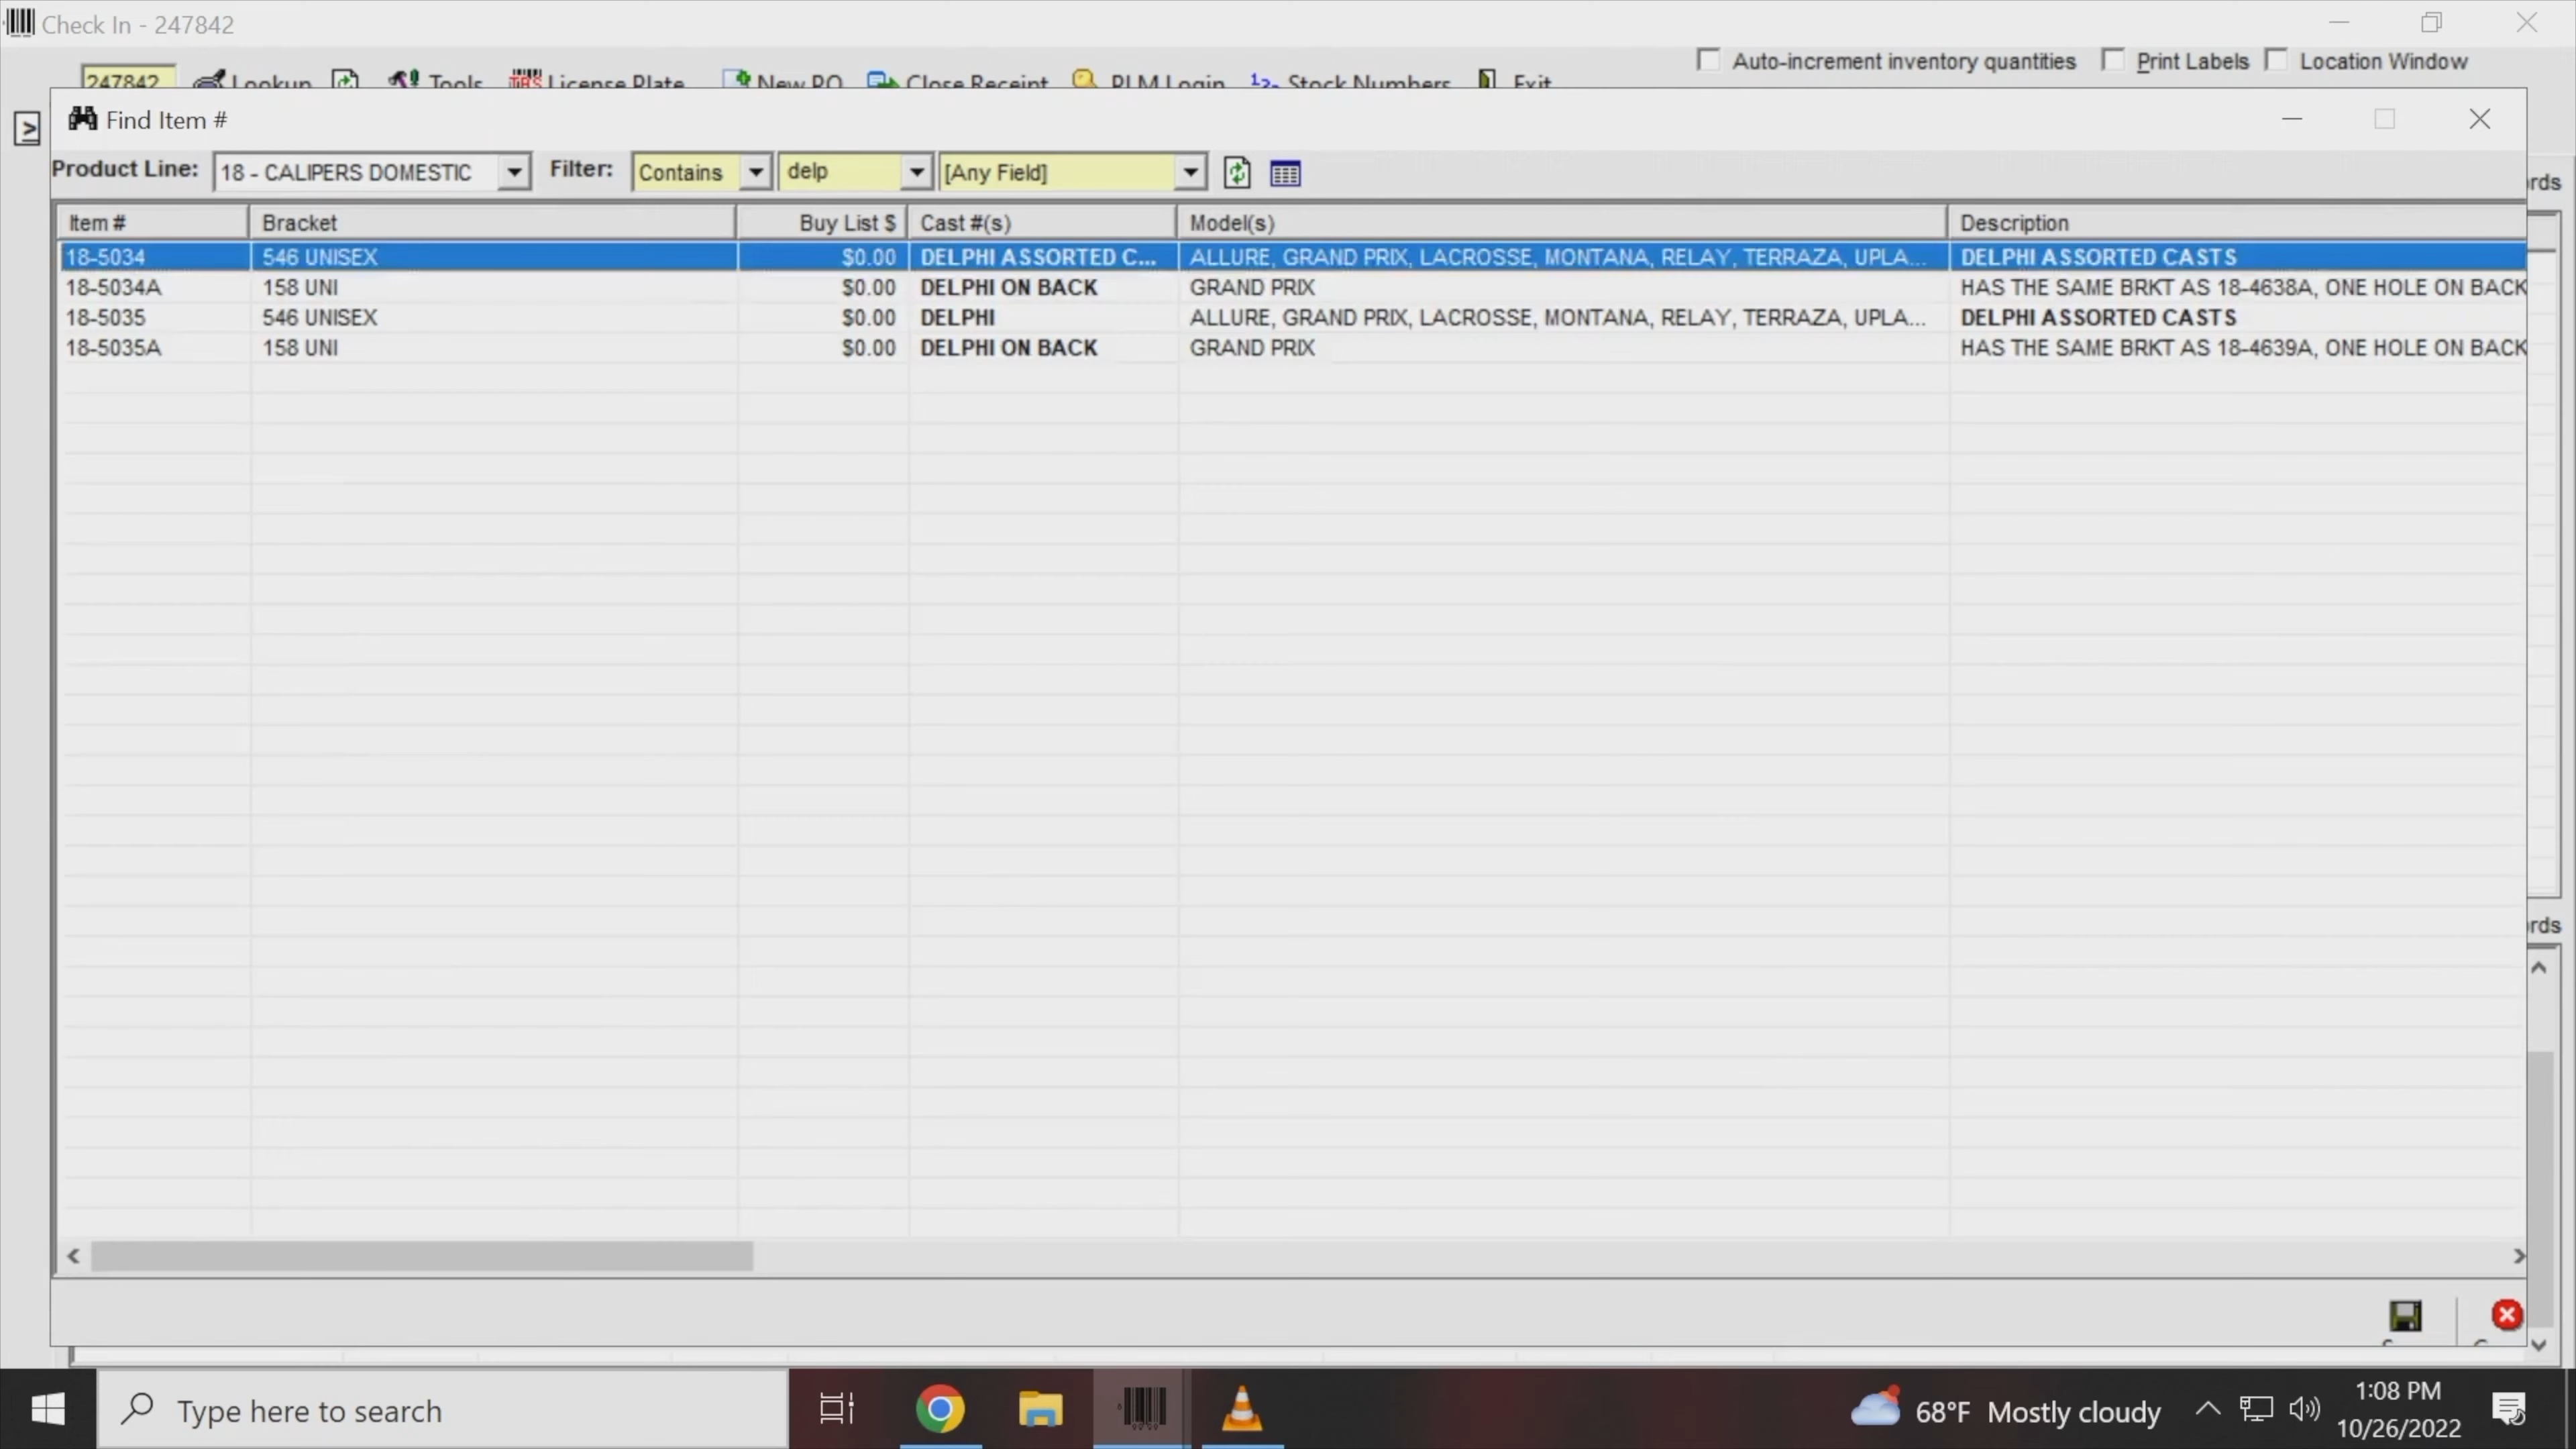 Check In - 247842
Auto-increment inventory quantities Print Labels Location Window
247842 Lookup Tools License Plate New PO Close Receipt PLM Login Stock Numbers Exit
Find Item #
Product Line: 18 - CALIPERS DOMESTIC Filter: Contains delp [Any Field]
rds
Item # Bracket Buy List $ Cast #(s) Model(s) Description
18-5034 546 UNISEX $0.00 DELPHI ASSORTED C... ALLURE, GRAND PRIX, LACROSSE, MONTANA, RELAY, TERRAZA, UPLA... DELPHI ASSORTED CASTS
18-5034A 158 UNI $0.00 DELPHI ON BACK GRAND PRIX HAS THE SAME BRKT AS 18-4638A, ONE HOLE ON BACK
18-5035 546 UNISEX $0.00 DELPHI ALLURE, GRAND PRIX, LACROSSE, MONTANA, RELAY, TERRAZA, UPLA... DELPHI ASSORTED CASTS
18-5035A 158 UNI $0.00 DELPHI ON BACK GRAND PRIX HAS THE SAME BRKT AS 18-4639A, ONE HOLE ON BACK
rds
Type here to search 68°F Mostly cloudy 1:08 PM
10/26/2022